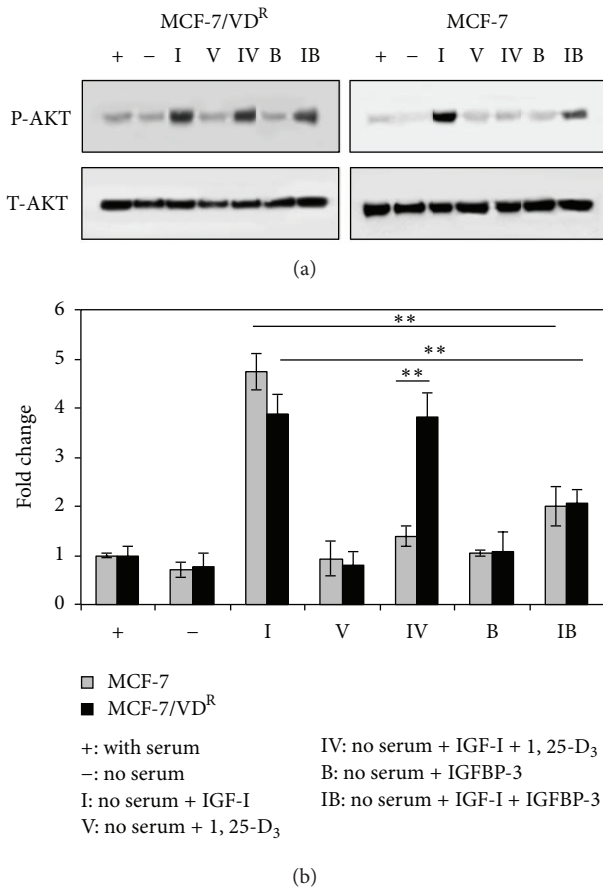 MCF-7/VDᴿ MCF-7
+ − I V IV B IB + − I V IV B IB
P-AKT
T-AKT
(a)
6
5
4
3
2
1
0
Fold change
**
**
**
+ − I V IV B IB
MCF-7
MCF-7/VDᴿ
+: with serum
−: no serum
I: no serum + IGF-I
V: no serum + 1, 25-D₃
IV: no serum + IGF-I + 1, 25-D₃
B: no serum + IGFBP-3
IB: no serum + IGF-I + IGFBP-3
(b)